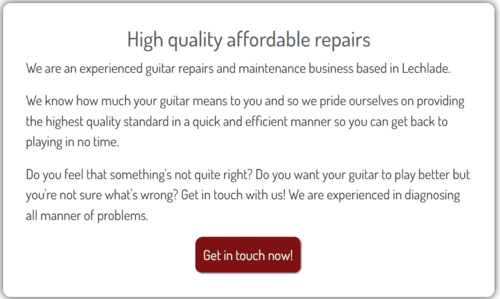 High quality affordable repairs
We are an experienced guitar repairs and maintenance business based in Lechlade.
We know how much your guitar means to you and so we pride ourselves on providing
the highest quality standard in a quick and efficient manner so you can get back to
playing in no time.
Do you feel that something's not quite right? Do you want your guitar to play better but
you're not sure what's wrong? Get in touch with us! We are experienced in diagnosing
all manner of problems.
Get in touch now!